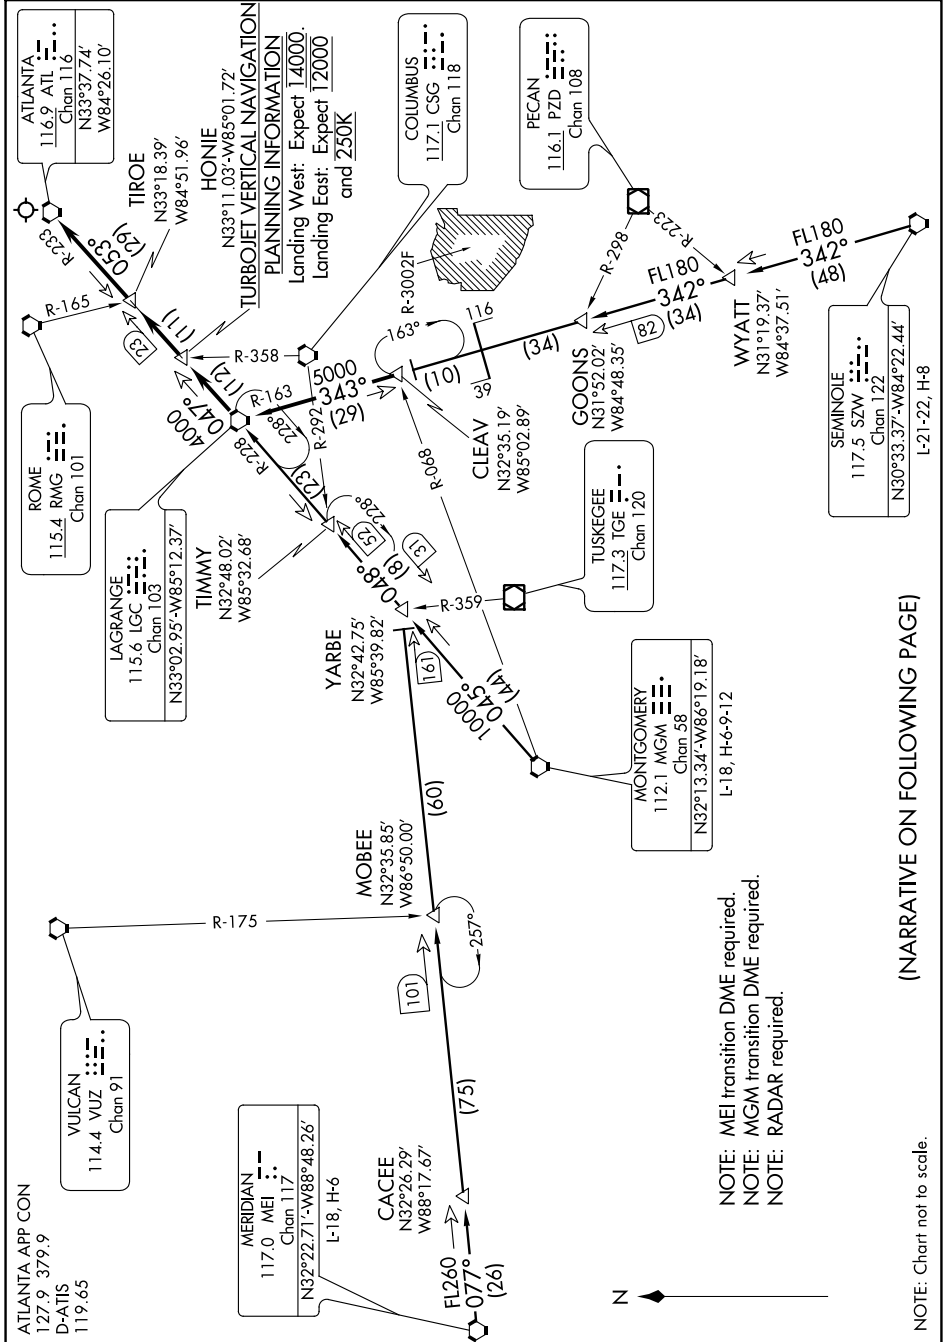 ATLANTA APP CON
127.9 379.9
D-ATIS
119.65
VULCAN
114.4 VUZ
Chan 91
R-175
ROME
115.4 RMG
Chan 101
R-165
ATLANTA
116.9 ATL
Chan 116
N33°37.74'
W84°26.10'
R-233
053°
(29)
TIROE
N33°18.39'
W84°51.96'
23
(11)
HONIE
N33°11.03'-W85°01.72'
TURBOJET VERTICAL NAVIGATION
PLANNING INFORMATION
Landing West: Expect 14000.
Landing East: Expect 12000
and 250K
LAGRANGE
115.6 LGC
Chan 103
N33°02.95'-W85°12.37'
4000
047°
(12)
R-358
R-163
228°
R-292
R-228
(23)
TIMMY
N32°48.02'
W85°32.68'
228°
52
048°
(8)
31
YARBE
N32°42.75'
W85°39.82'
161
R-359
COLUMBUS
117.1 CSG
Chan 118
5000
343°
(29)
R-3002F
163°
CLEAV
N32°35.19'
W85°02.89'
(10)
116
39
R-068
(34)
PECAN
116.1 PZD
Chan 108
R-298
R-223
GOONS
N31°52.02'
W84°48.35'
82
FL180
342°
(34)
WYATT
N31°19.37'
W84°37.51'
FL180
342°
(48)
SEMINOLE
117.5 SZW
Chan 122
N30°33.37'-W84°22.44'
L-21-22, H-8
TUSKEGEE
117.3 TGE
Chan 120
10000
045°
(44)
MONTGOMERY
112.1 MGM
Chan 58
N32°13.34'-W86°19.18'
L-18, H-6-9-12
(60)
MOBEE
N32°35.85'
W86°50.00'
257°
101
(75)
CACEE
N32°26.29'
W88°17.67'
MERIDIAN
117.0 MEI
Chan 117
N32°22.71'-W88°48.26'
L-18, H-6
FL260
077°
(26)
N
NOTE: MEI transition DME required.
NOTE: MGM transition DME required.
NOTE: RADAR required.
(NARRATIVE ON FOLLOWING PAGE)
NOTE: Chart not to scale.